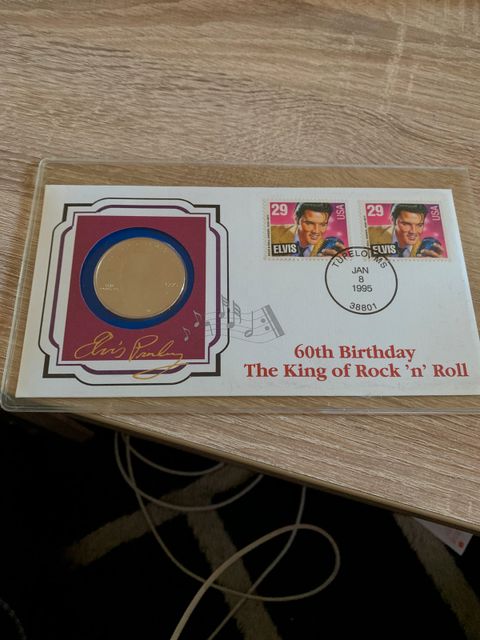 29
USA
ELVIS
29
USA
ELVIS
TUPELO, MS
JAN
8
1995
38801
Elvis Presley
60th Birthday
The King of Rock 'n' Roll